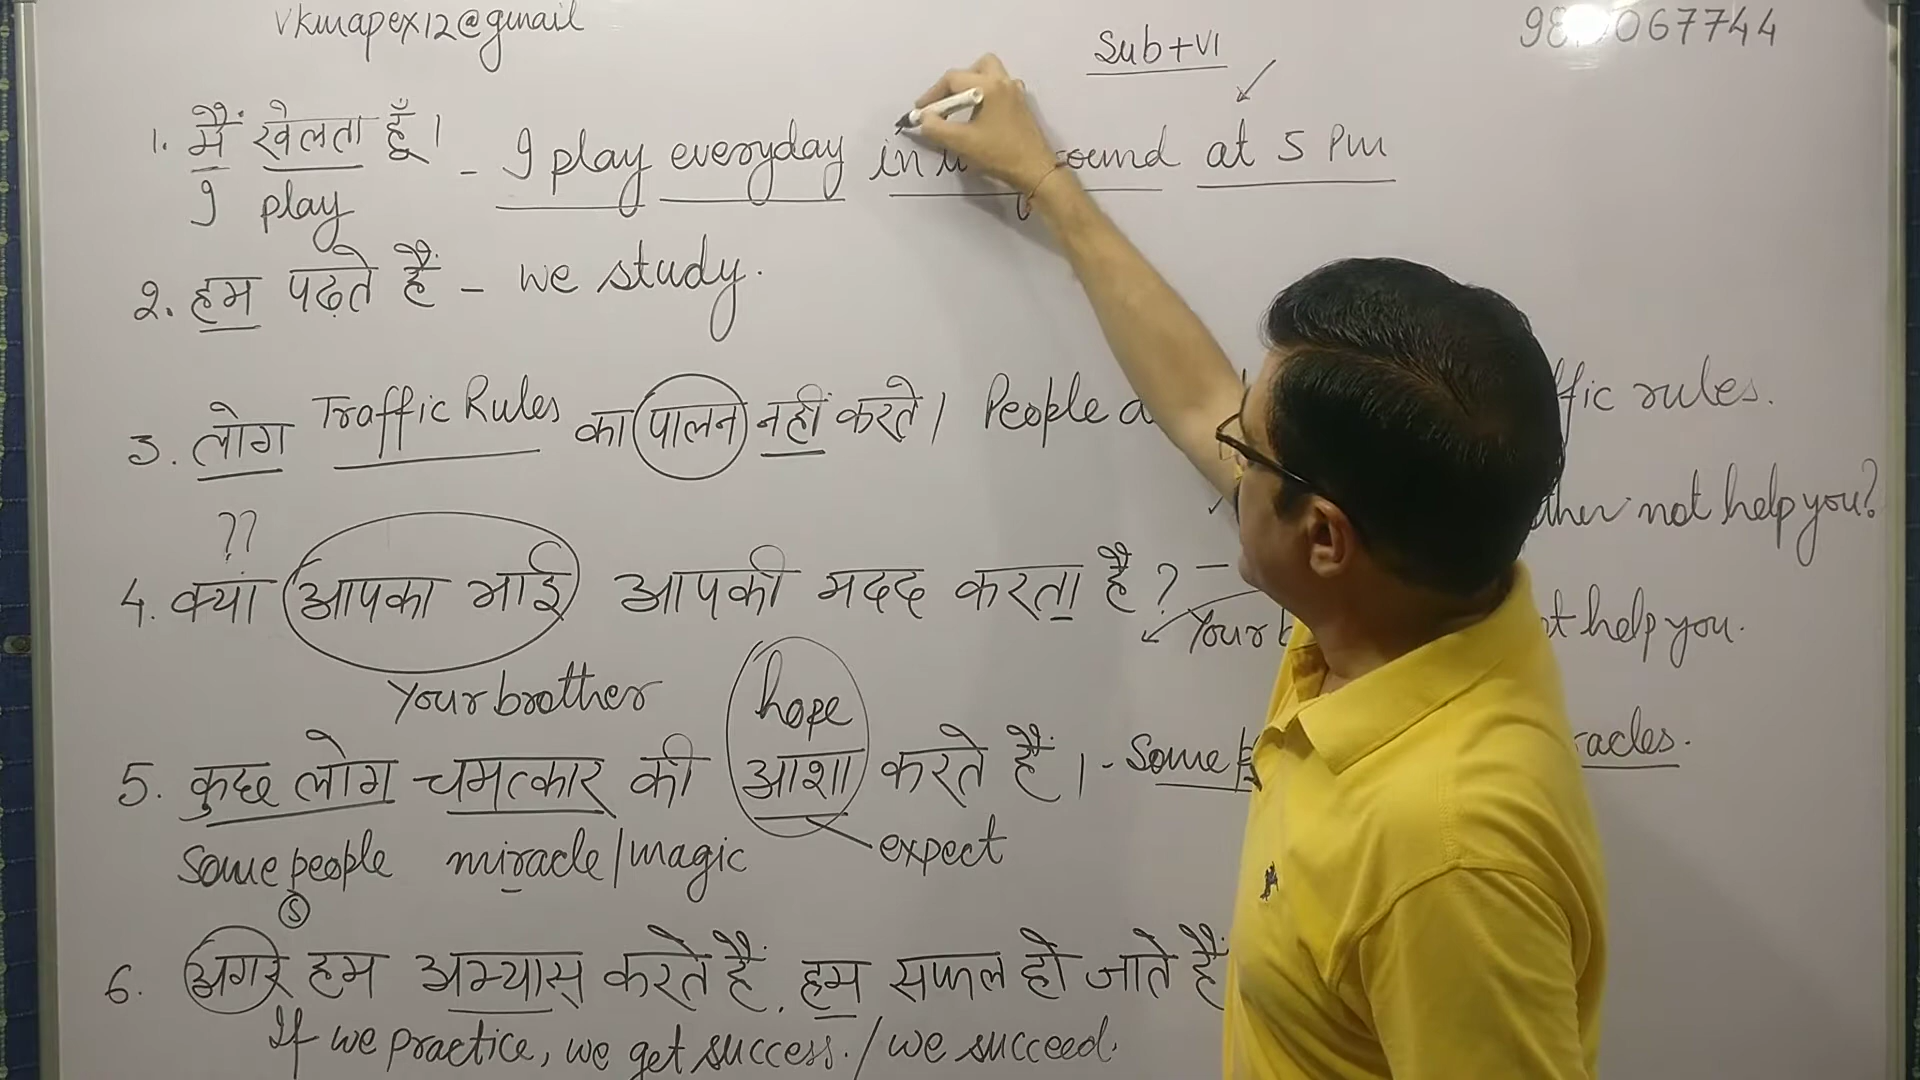 vkmapex12@gmail
Sub+V1
067744
1. मैं खेलता हूँ। - I play everyday in at 5 Pm
I play
2. हम पढ़ते हैं - we study.
3. लोग Traffic Rules का पालन नहीं करते। People rules.
??
not help you?
4. क्या आपका भाई आपकी मदद करता है? -
Your help you.
Your brother
hope
5. कुछ लोग चमत्कार की आशा करते हैं। - Some
some people miracle/magic expect
S
6. अगर हम अभ्यास करते हैं, हम सफल हो जाते हैं
If we practice, we get success. / we succeed.